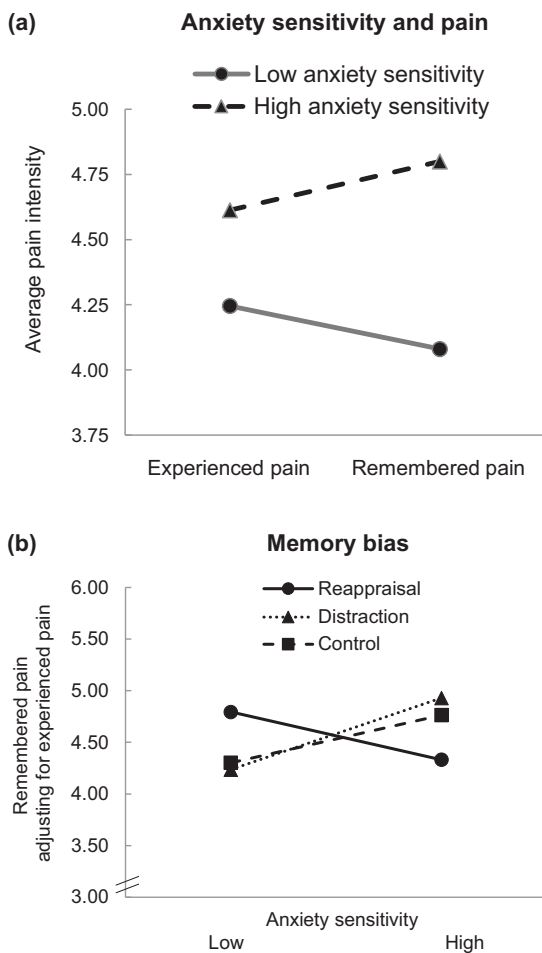 (a) Anxiety sensitivity and pain
Low anxiety sensitivity
High anxiety sensitivity
5.00
4.75
4.50
4.25
4.00
3.75
Average pain intensity
Experienced pain Remembered pain
(b) Memory bias
Reappraisal
Distraction
Control
6.00
5.50
5.00
4.50
4.00
3.50
3.00
Remembered pain
adjusting for experienced pain
Anxiety sensitivity
Low High